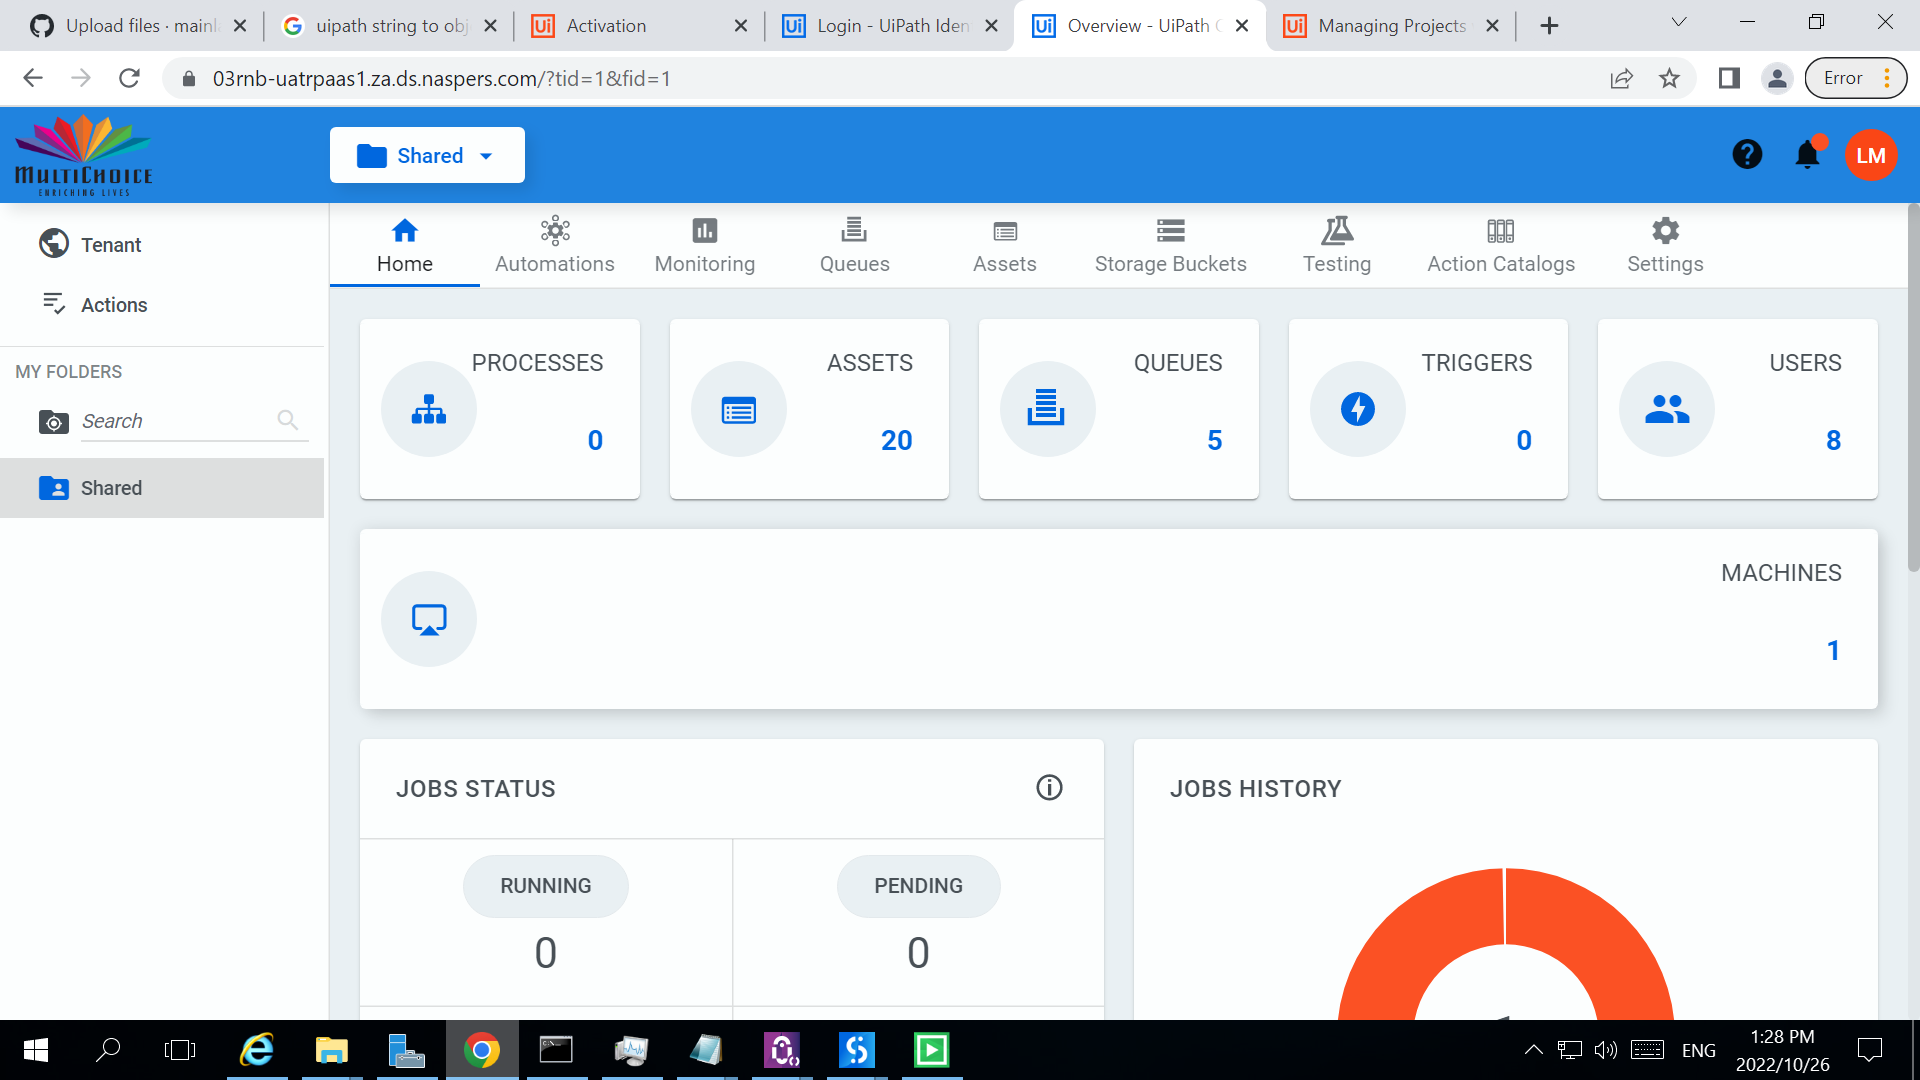 Upload files · mainl
uipath string to obj
Activation
Login - UiPath Iden
Overview - UiPath O
Managing Projects
03rnb-uatrpaas1.za.ds.naspers.com/?tid=1&fid=1
Error
MULTICHOICE
ENRICHING LIVES
Shared
LM
Tenant
Actions
MY FOLDERS
Search
Shared
Home
Automations
Monitoring
Queues
Assets
Storage Buckets
Testing
Action Catalogs
Settings
PROCESSES
0
ASSETS
20
QUEUES
5
TRIGGERS
0
USERS
8
MACHINES
1
JOBS STATUS
RUNNING
0
PENDING
0
JOBS HISTORY
ENG
1:28 PM
2022/10/26